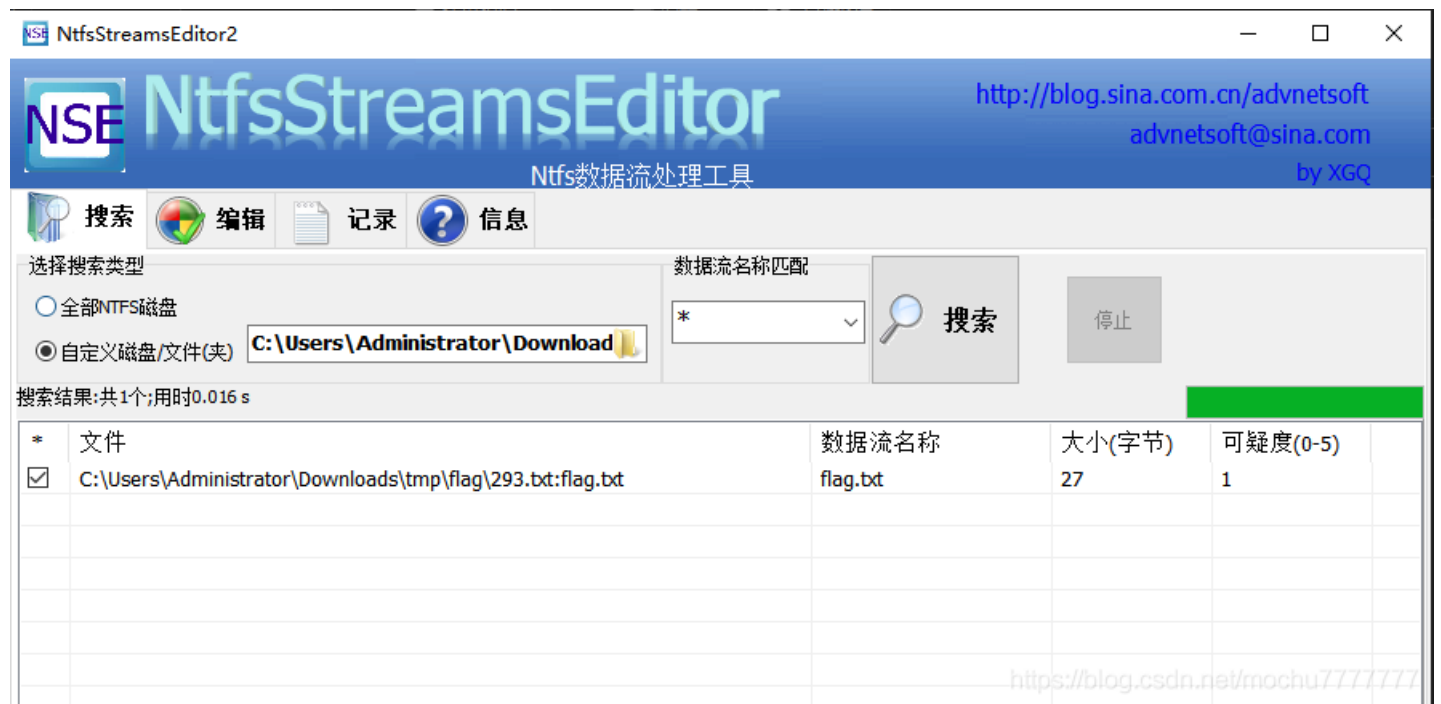 NSE NtfsStreamsEditor2
NSE NtfsStreamsEditor
http://blog.sina.com.cn/advnetsoft
advnetsoft@sina.com
Ntfs数据流处理工具
by XGQ
搜索 编辑 记录 信息
选择搜索类型 数据流名称匹配
全部NTFS磁盘
* 搜索 停止
自定义磁盘/文件(夹) C:\Users\Administrator\Download
搜索结果:共1个;用时0.016 s
* 文件 数据流名称 大小(字节) 可疑度(0-5)
C:\Users\Administrator\Downloads\tmp\flag\293.txt:flag.txt flag.txt 27 1
https://blog.csdn.net/mochu7777777